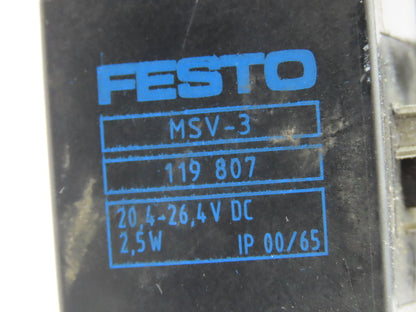 FESTO
MSV-3
119 807
20,4-26,4V DC
2,5W IP 00/65